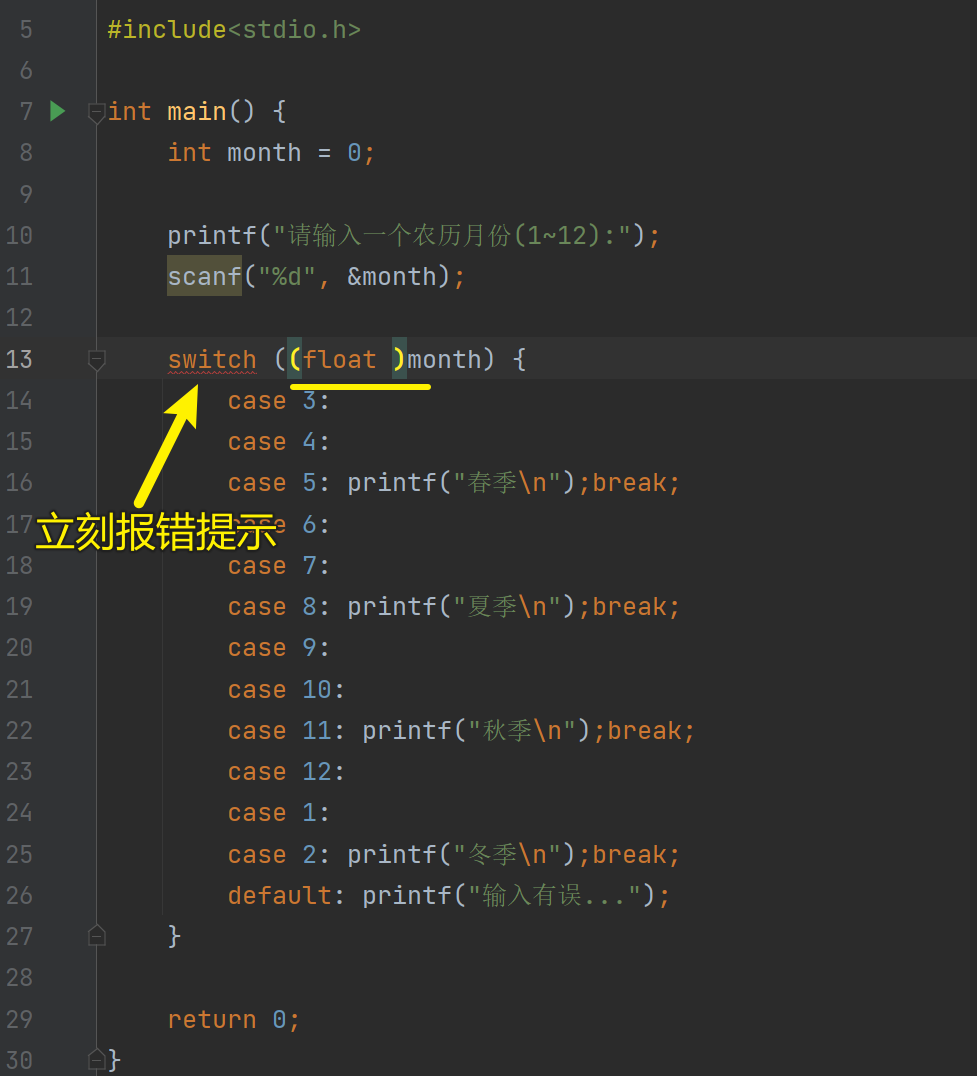 5 #include<stdio.h>
6
7 int main() {
8     int month = 0;
9
10     printf("请输入一个农历月份(1~12):");
11     scanf("%d", &month);
12
13     switch ((float )month) {
14         case 3:
15         case 4:
16         case 5: printf("春季\n");break;
17         case 6:
立刻报错提示
18         case 7:
19         case 8: printf("夏季\n");break;
20         case 9:
21         case 10:
22         case 11: printf("秋季\n");break;
23         case 12:
24         case 1:
25         case 2: printf("冬季\n");break;
26         default: printf("输入有误...");
27     }
28
29     return 0;
30 }